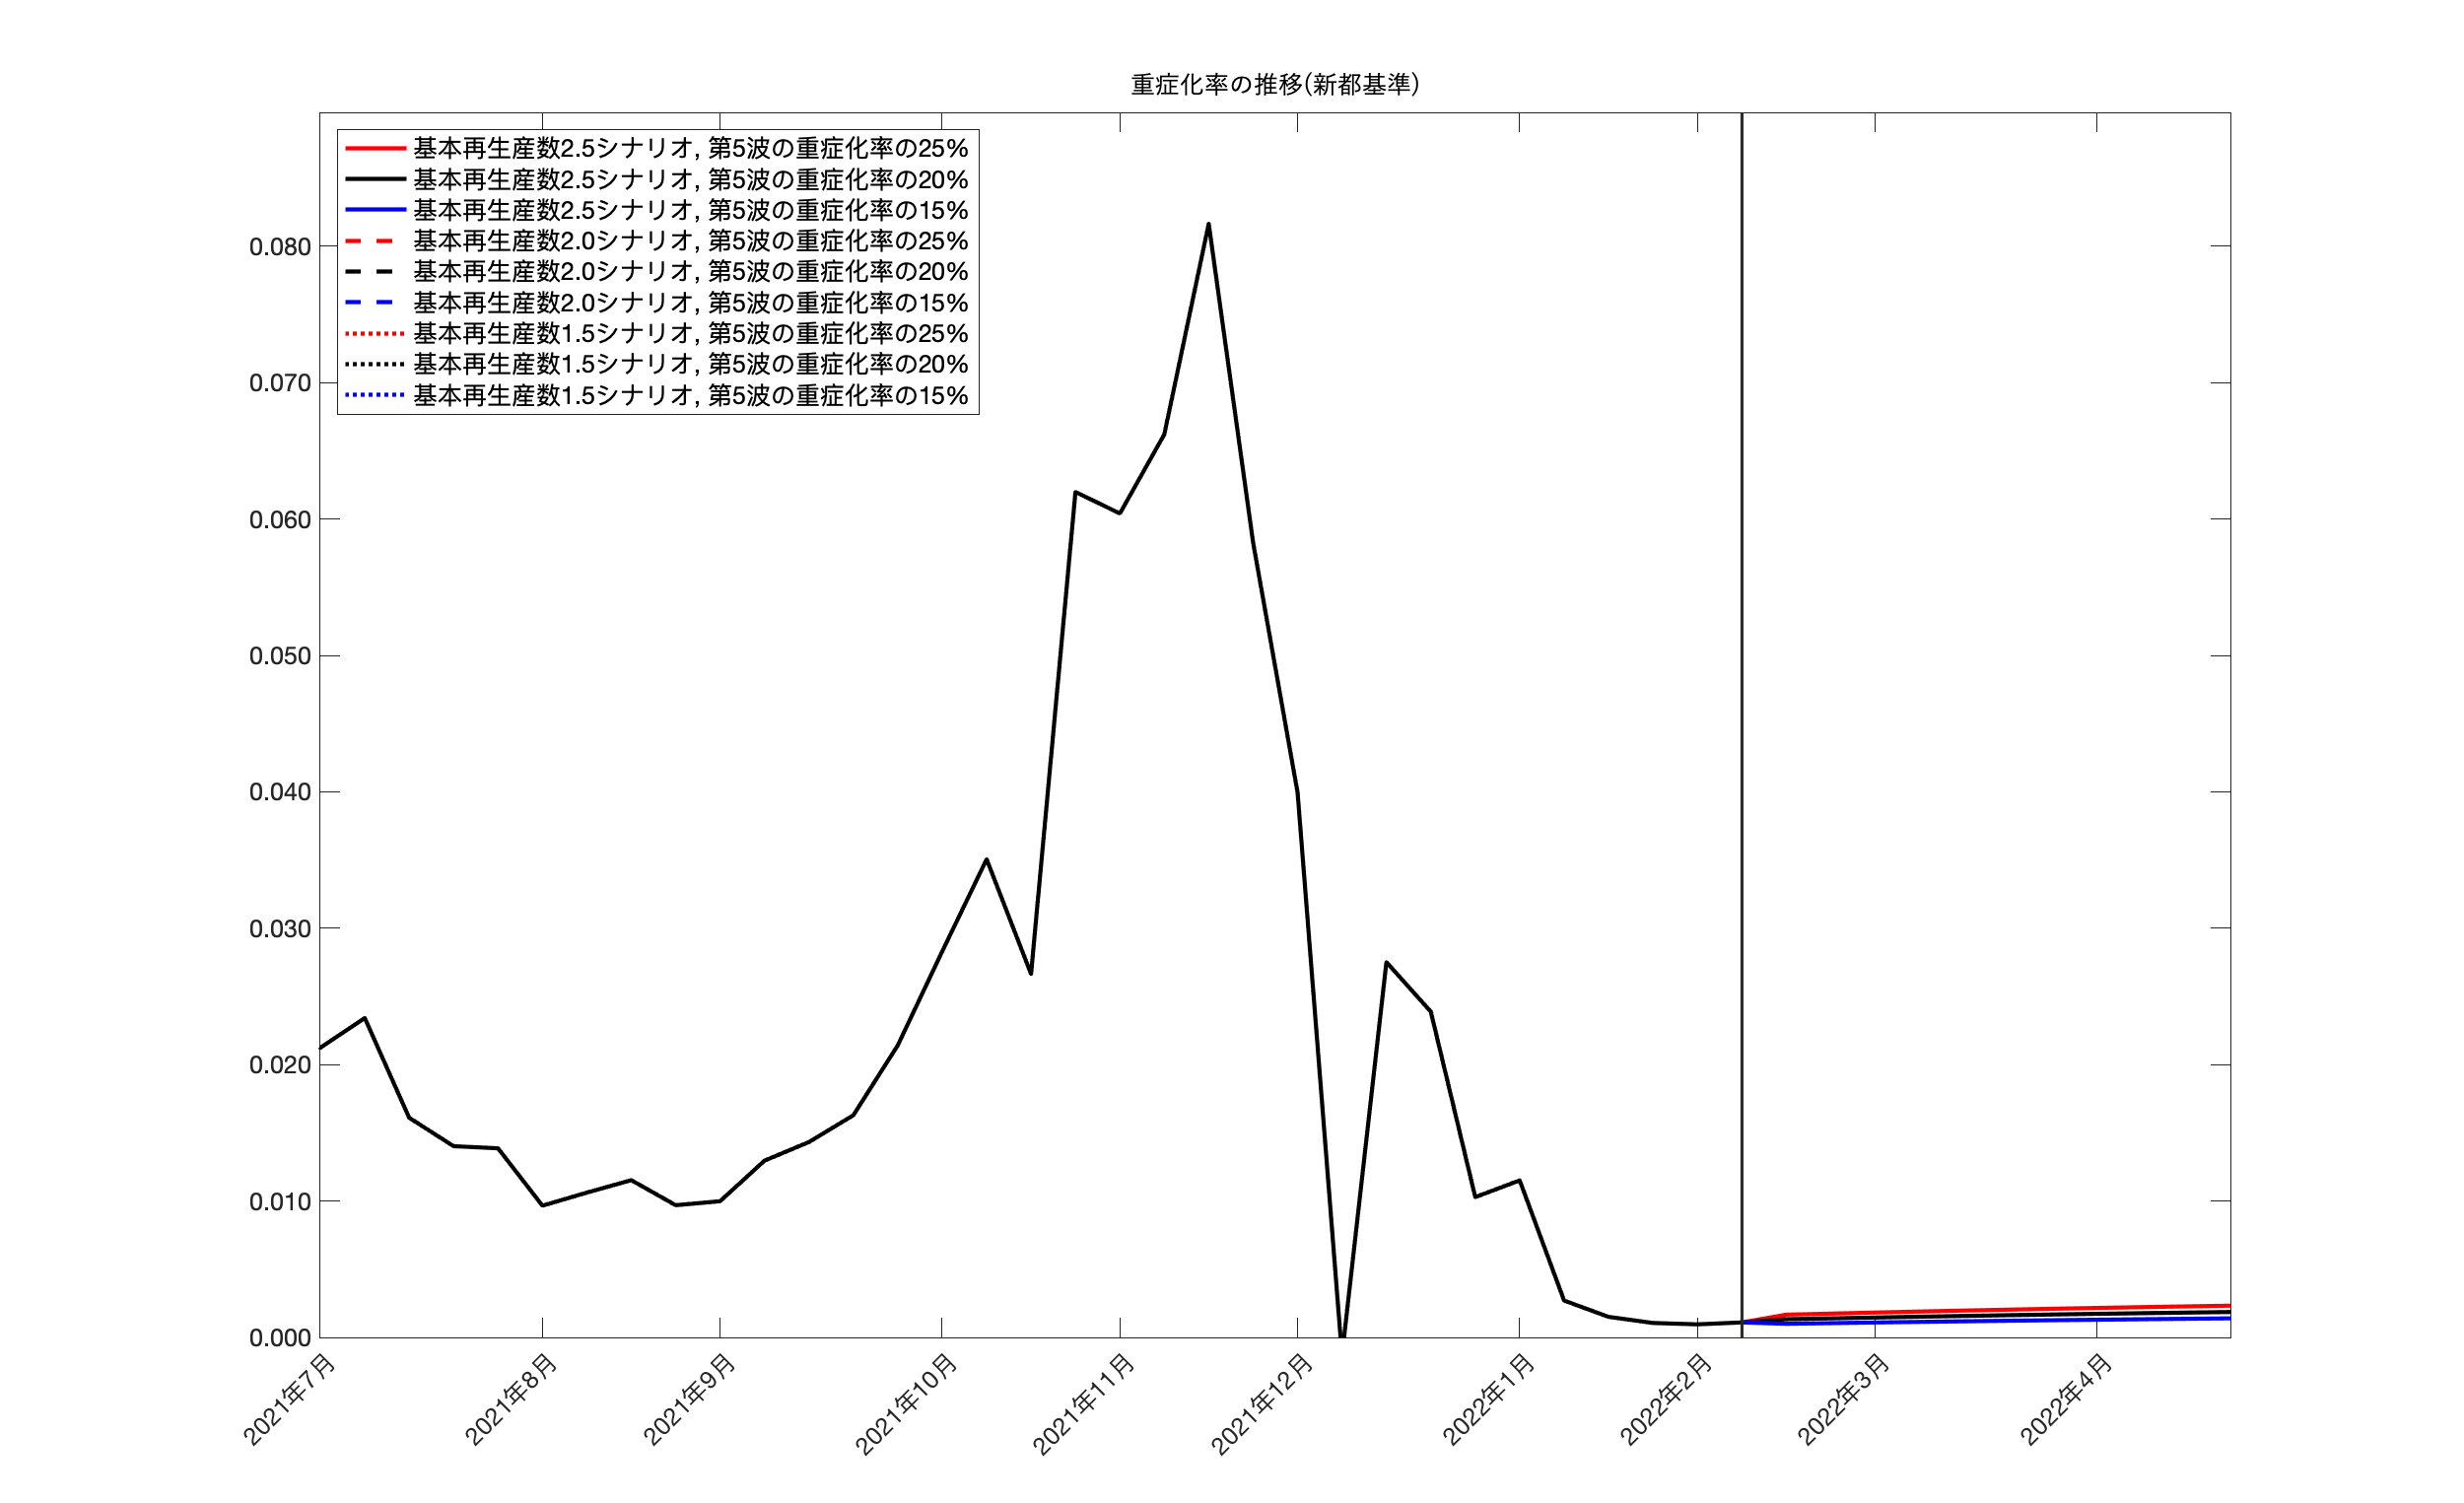 重症化率の推移(新都基準)
基本再生産数2.5シナリオ, 第5波の重症化率の25%
基本再生産数2.5シナリオ, 第5波の重症化率の20%
基本再生産数2.5シナリオ, 第5波の重症化率の15%
基本再生産数2.0シナリオ, 第5波の重症化率の25%
基本再生産数2.0シナリオ, 第5波の重症化率の20%
基本再生産数2.0シナリオ, 第5波の重症化率の15%
基本再生産数1.5シナリオ, 第5波の重症化率の25%
基本再生産数1.5シナリオ, 第5波の重症化率の20%
基本再生産数1.5シナリオ, 第5波の重症化率の15%
0.080
0.070
0.060
0.050
0.040
0.030
0.020
0.010
0.000
2021年7月
2021年8月
2021年9月
2021年10月
2021年11月
2021年12月
2022年1月
2022年2月
2022年3月
2022年4月